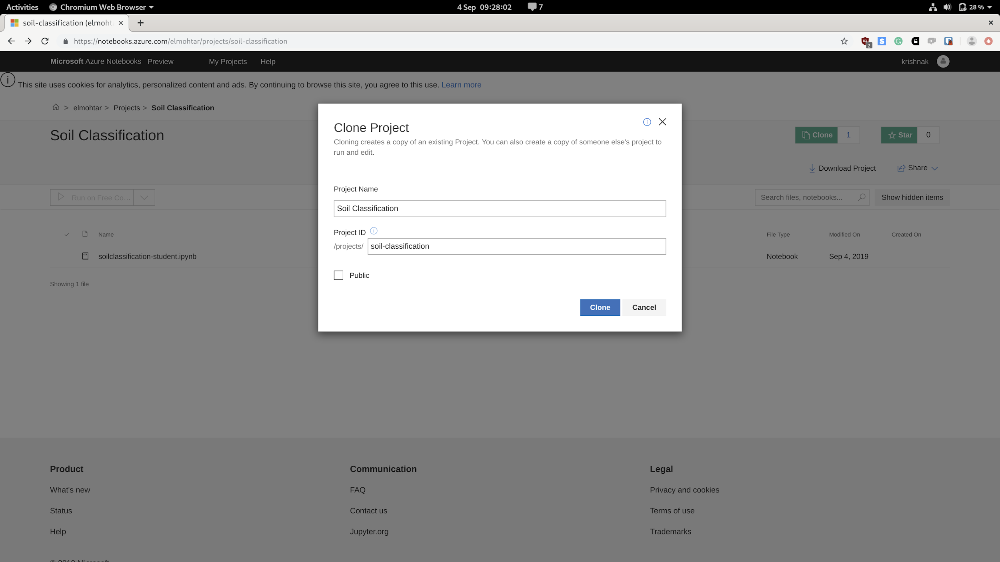 Activities Chromium Web Browser 4 Sep 09:28:02 7 28 %
soil-classification (elmohta
https://notebooks.azure.com/elmohtar/projects/soil-classification 2
Microsoft Azure Notebooks Preview My Projects Help krishnak
This site uses cookies for analytics, personalized content and ads. By continuing to browse this site, you agree to this use. Learn more
> elmohtar > Projects > Soil Classification
Soil Classification
Clone 1 Star 0
Download Project Share
Run on Free Co...
Search files, notebooks... Show hidden items
Name File Type Modified On Created On
soilclassification-student.ipynb Notebook Sep 4, 2019
Showing 1 file
Clone Project
Cloning creates a copy of an existing Project. You can also create a copy of someone else's project to
run and edit.
Project Name
Soil Classification
Project ID
/projects/ soil-classification
Public
Clone Cancel
Product Communication Legal
What's new FAQ Privacy and cookies
Status Contact us Terms of use
Help Jupyter.org Trademarks
© 2019 Microsoft